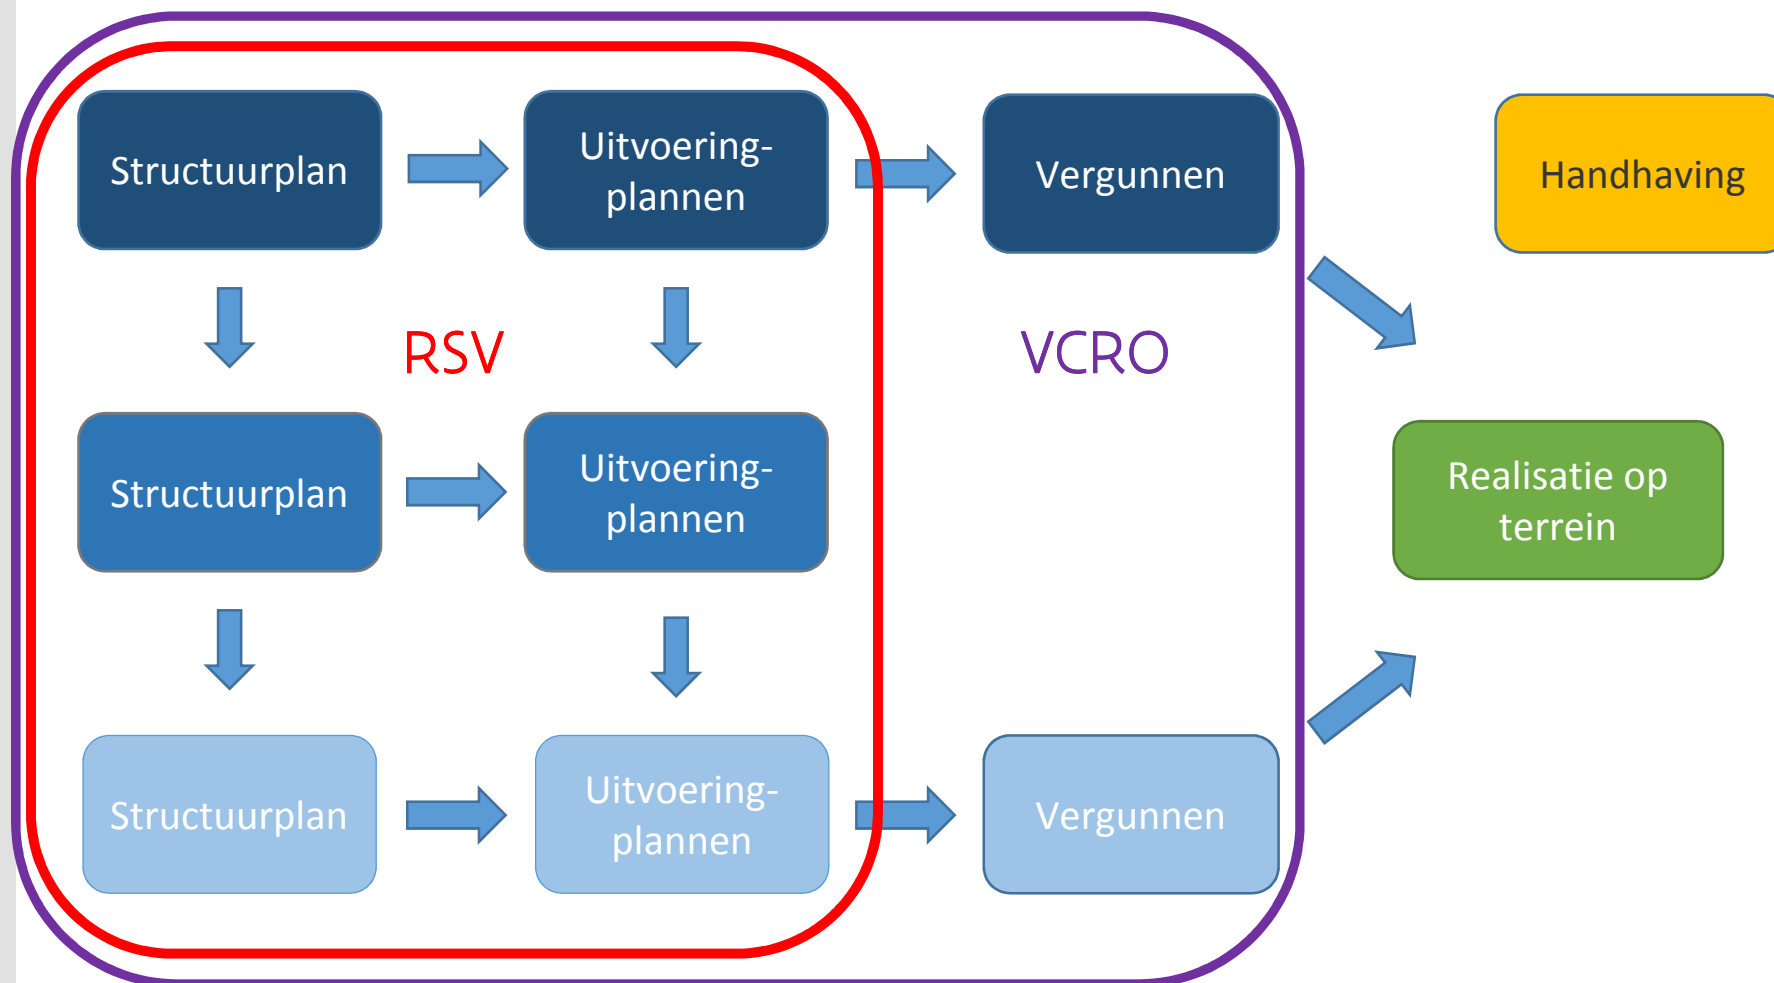 Structuurplan
Uitvoering-
plannen
Vergunnen
Handhaving
RSV
VCRO
Structuurplan
Uitvoering-
plannen
Realisatie op
terrein
Structuurplan
Uitvoering-
plannen
Vergunnen